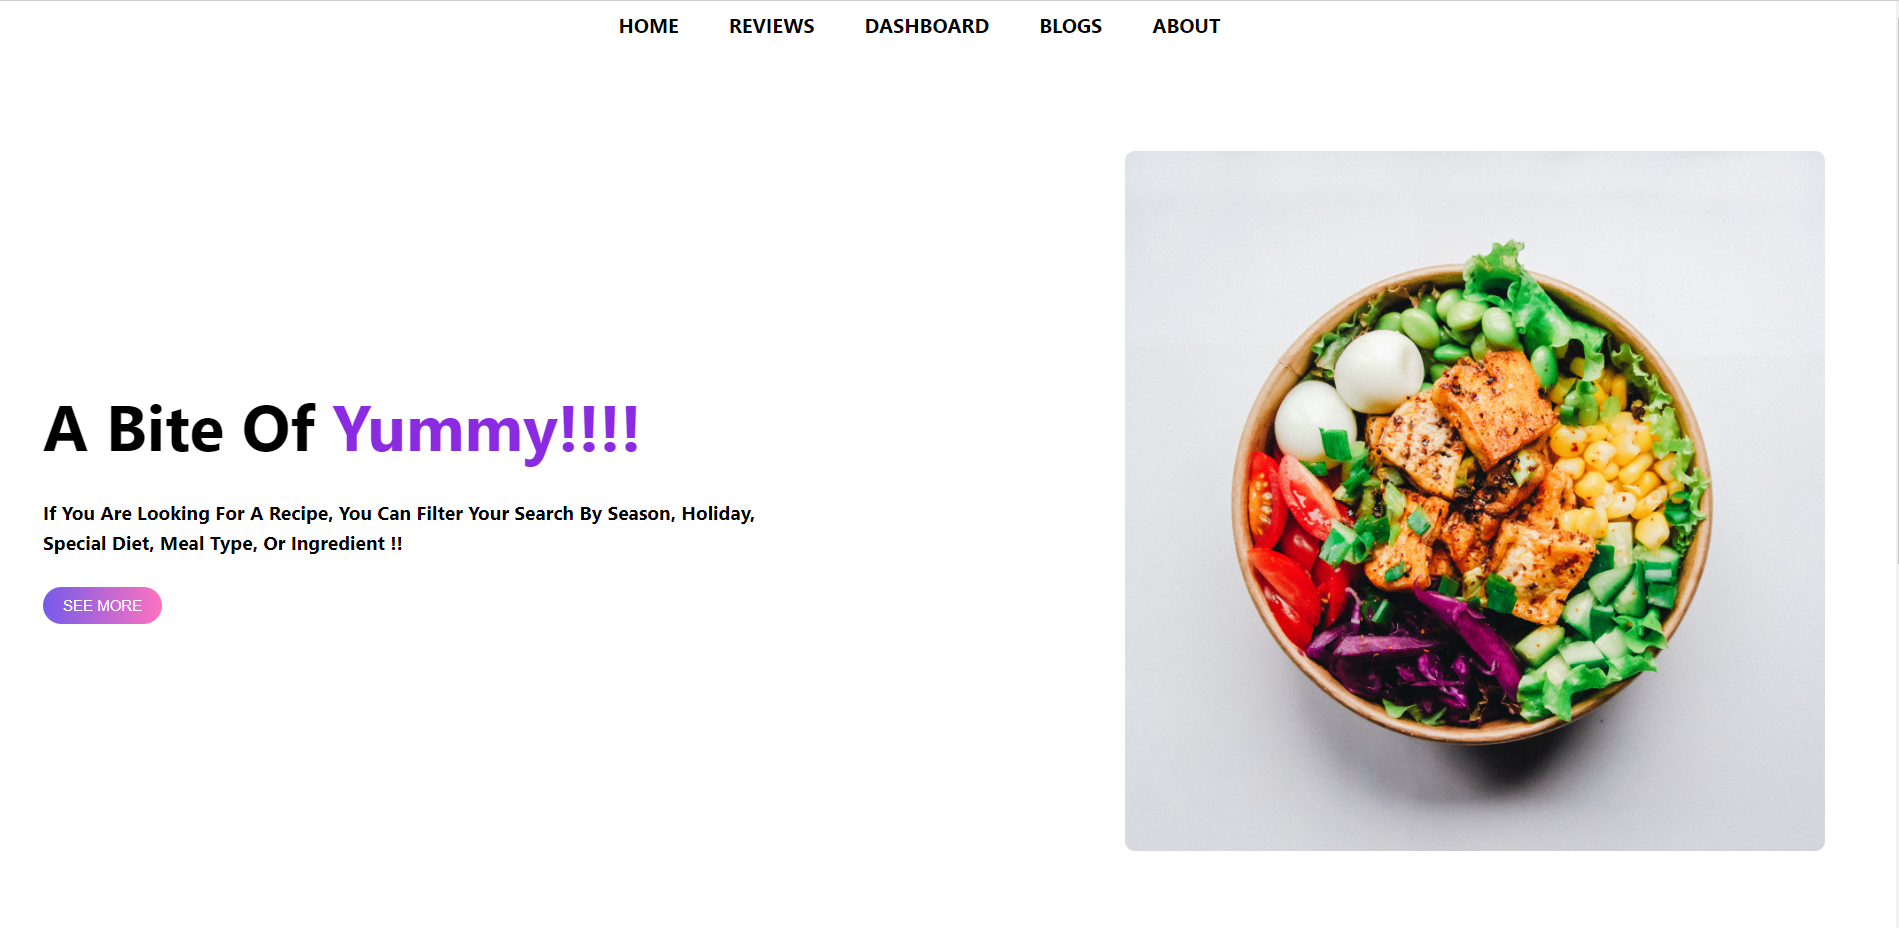 HOME REVIEWS DASHBOARD BLOGS ABOUT
A Bite Of Yummy!!!!
If You Are Looking For A Recipe, You Can Filter Your Search By Season, Holiday,
Special Diet, Meal Type, Or Ingredient !!
SEE MORE